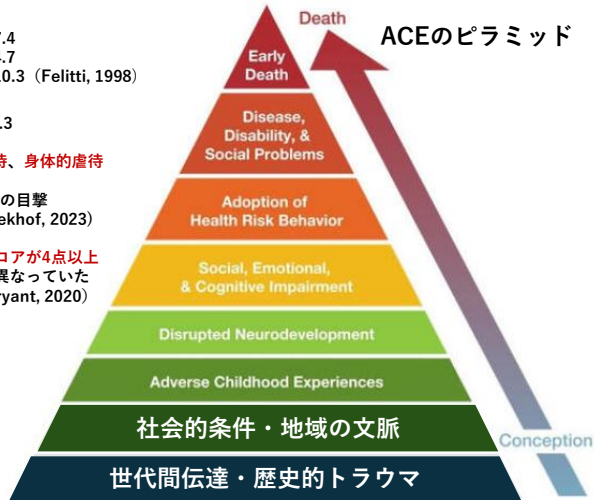 ACEのピラミッド
7.4
.7
0.3（Felitti, 1998）
.3
待、身体的虐待
の目撃
ekhof, 2023）
コアが4点以上
異なっていた
ryant, 2020）
Death
Early
Death
Disease,
Disability, &
Social Problems
Adoption of
Health Risk Behavior
Social, Emotional,
& Cognitive Impairment
Disrupted Neurodevelopment
Adverse Childhood Experiences
社会的条件・地域の文脈
Conception
世代間伝達・歴史的トラウマ